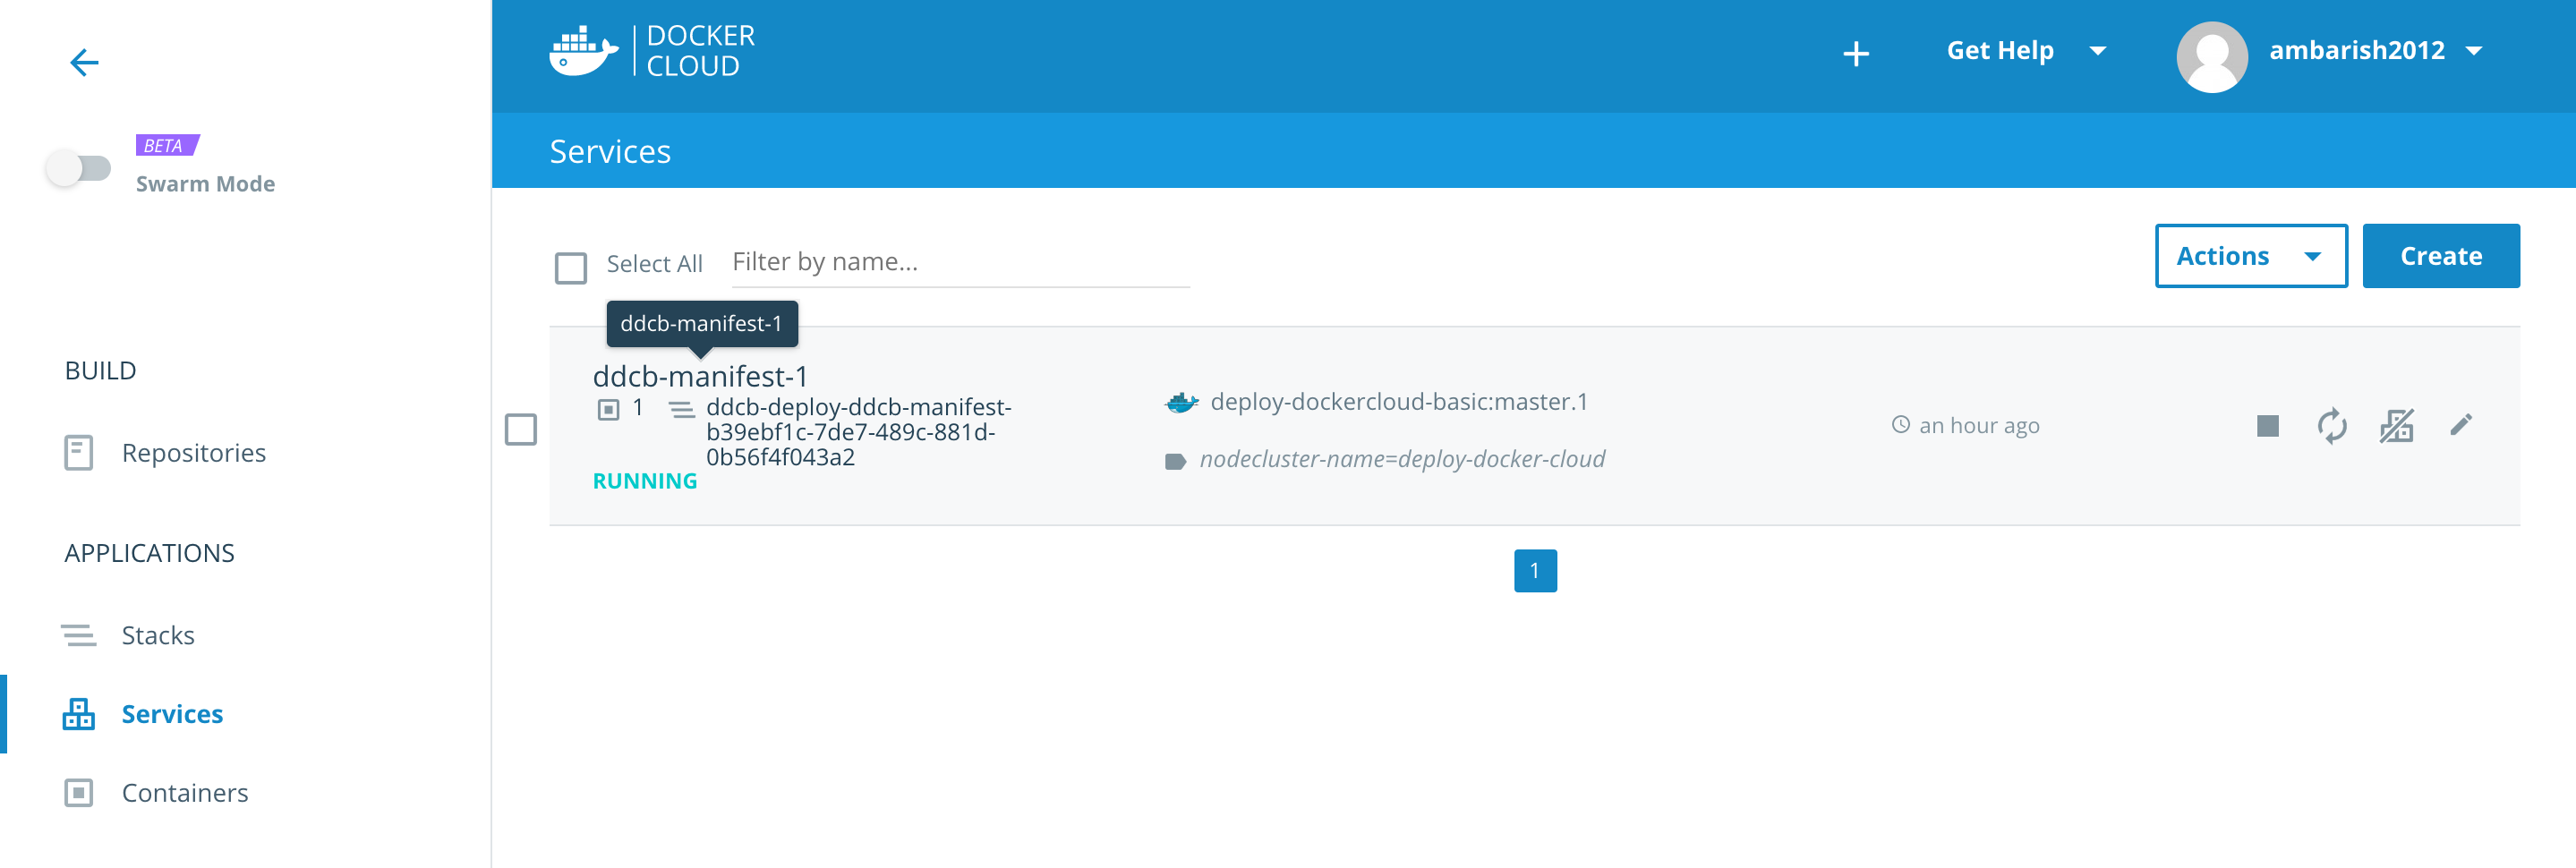 BETA
Swarm Mode
BUILD
Repositories
APPLICATIONS
Stacks
Services
Containers
DOCKER
CLOUD
Get Help
ambarish2012
Services
Select All
Filter by name...
Actions
Create
ddcb-manifest-1
ddcb-manifest-1
1
ddcb-deploy-ddcb-manifest-
b39ebf1c-7de7-489c-881d-
0b56f4f043a2
RUNNING
deploy-dockercloud-basic:master.1
nodecluster-name=deploy-docker-cloud
an hour ago
1